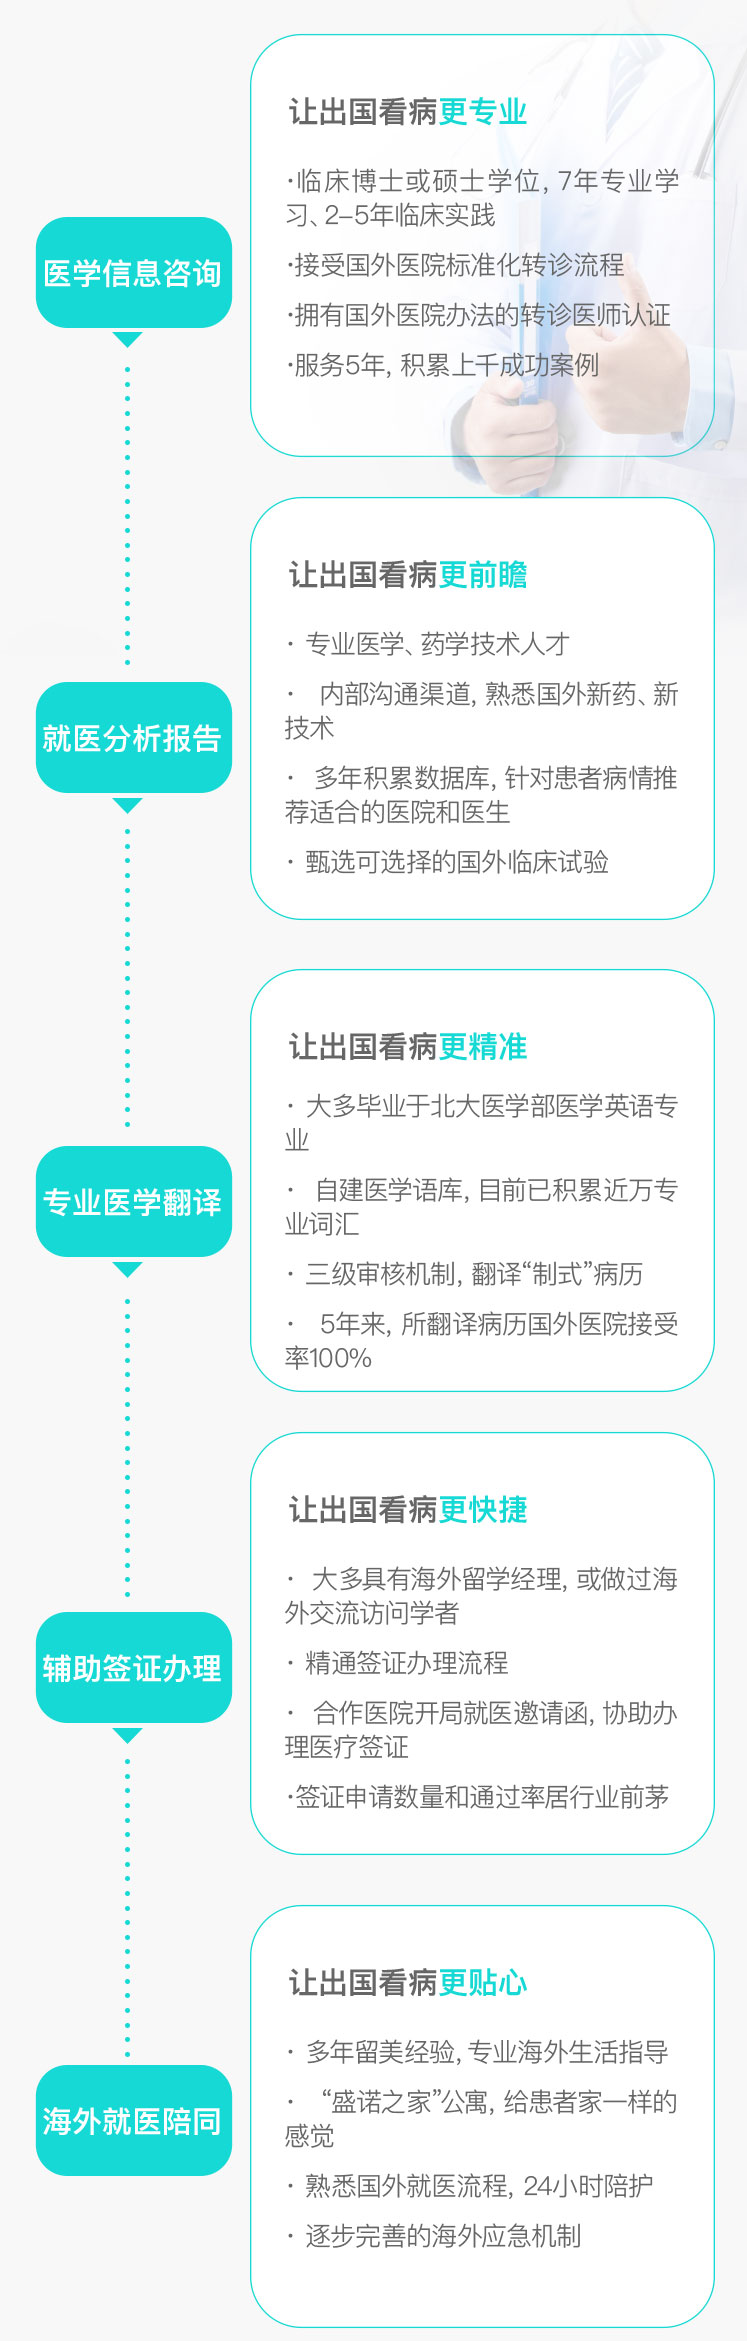 医学信息咨询
让出国看病更专业
·临床博士或硕士学位, 7年专业学
习、2-5年临床实践
·接受国外医院标准化转诊流程
·拥有国外医院办法的转诊医师认证
·服务5年, 积累上千成功案例
就医分析报告
让出国看病更前瞻
· 专业医学、药学技术人才
· 内部沟通渠道, 熟悉国外新药、新
技术
· 多年积累数据库, 针对患者病情推
荐适合的医院和医生
· 甄选可选择的国外临床试验
专业医学翻译
让出国看病更精准
· 大多毕业于北大医学部医学英语专
业
· 自建医学语库, 目前已积累近万专
业词汇
· 三级审核机制, 翻译“制式”病历
· 5年来, 所翻译病历国外医院接受
率100%
辅助签证办理
让出国看病更快捷
· 大多具有海外留学经理, 或做过海
外交流访问学者
· 精通签证办理流程
· 合作医院开局就医邀请函, 协助办
理医疗签证
·签证申请数量和通过率居行业前茅
海外就医陪同
让出国看病更贴心
· 多年留美经验, 专业海外生活指导
· “盛诺之家”公寓, 给患者家一样的
感觉
· 熟悉国外就医流程, 24小时陪护
· 逐步完善的海外应急机制